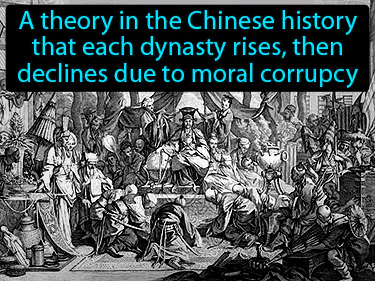 A theory in the Chinese history
that each dynasty rises, then
declines due to moral corrupcy